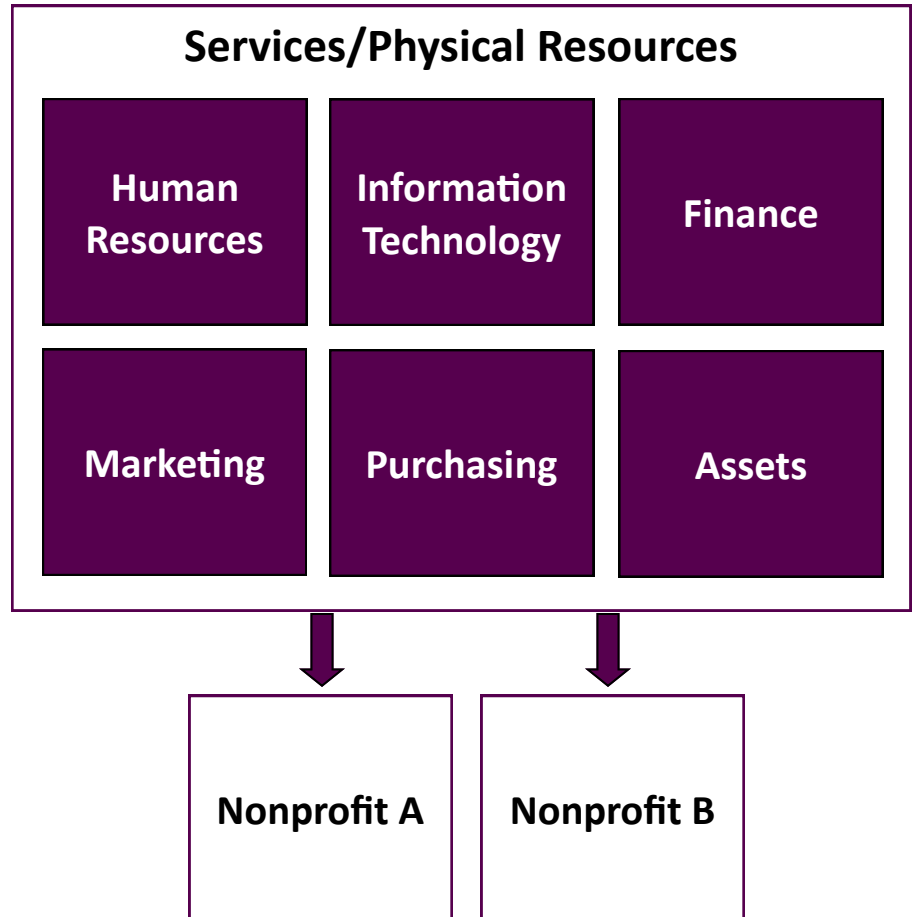 Services/Physical Resources
Human
Resources
Information
Technology
Finance
Marketing
Purchasing
Assets
Nonprofit A
Nonprofit B